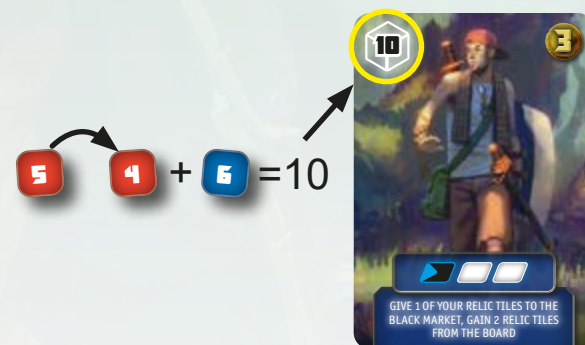 10
3
5 4 + 6 =10
GIVE 1 OF YOUR RELIC TILES TO THE
BLACK MARKET, GAIN 2 RELIC TILES
FROM THE BOARD